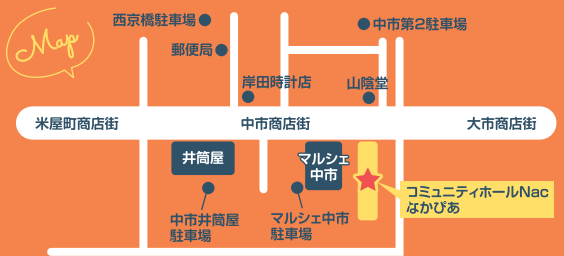 Map
西京橋駐車場
中市第2駐車場
郵便局
岸田時計店
山陰堂
米屋町商店街
中市商店街
大市商店街
井筒屋
マルシェ
中市
コミュニティホールNac
なかぴあ
中市井筒屋
駐車場
マルシェ中市
駐車場